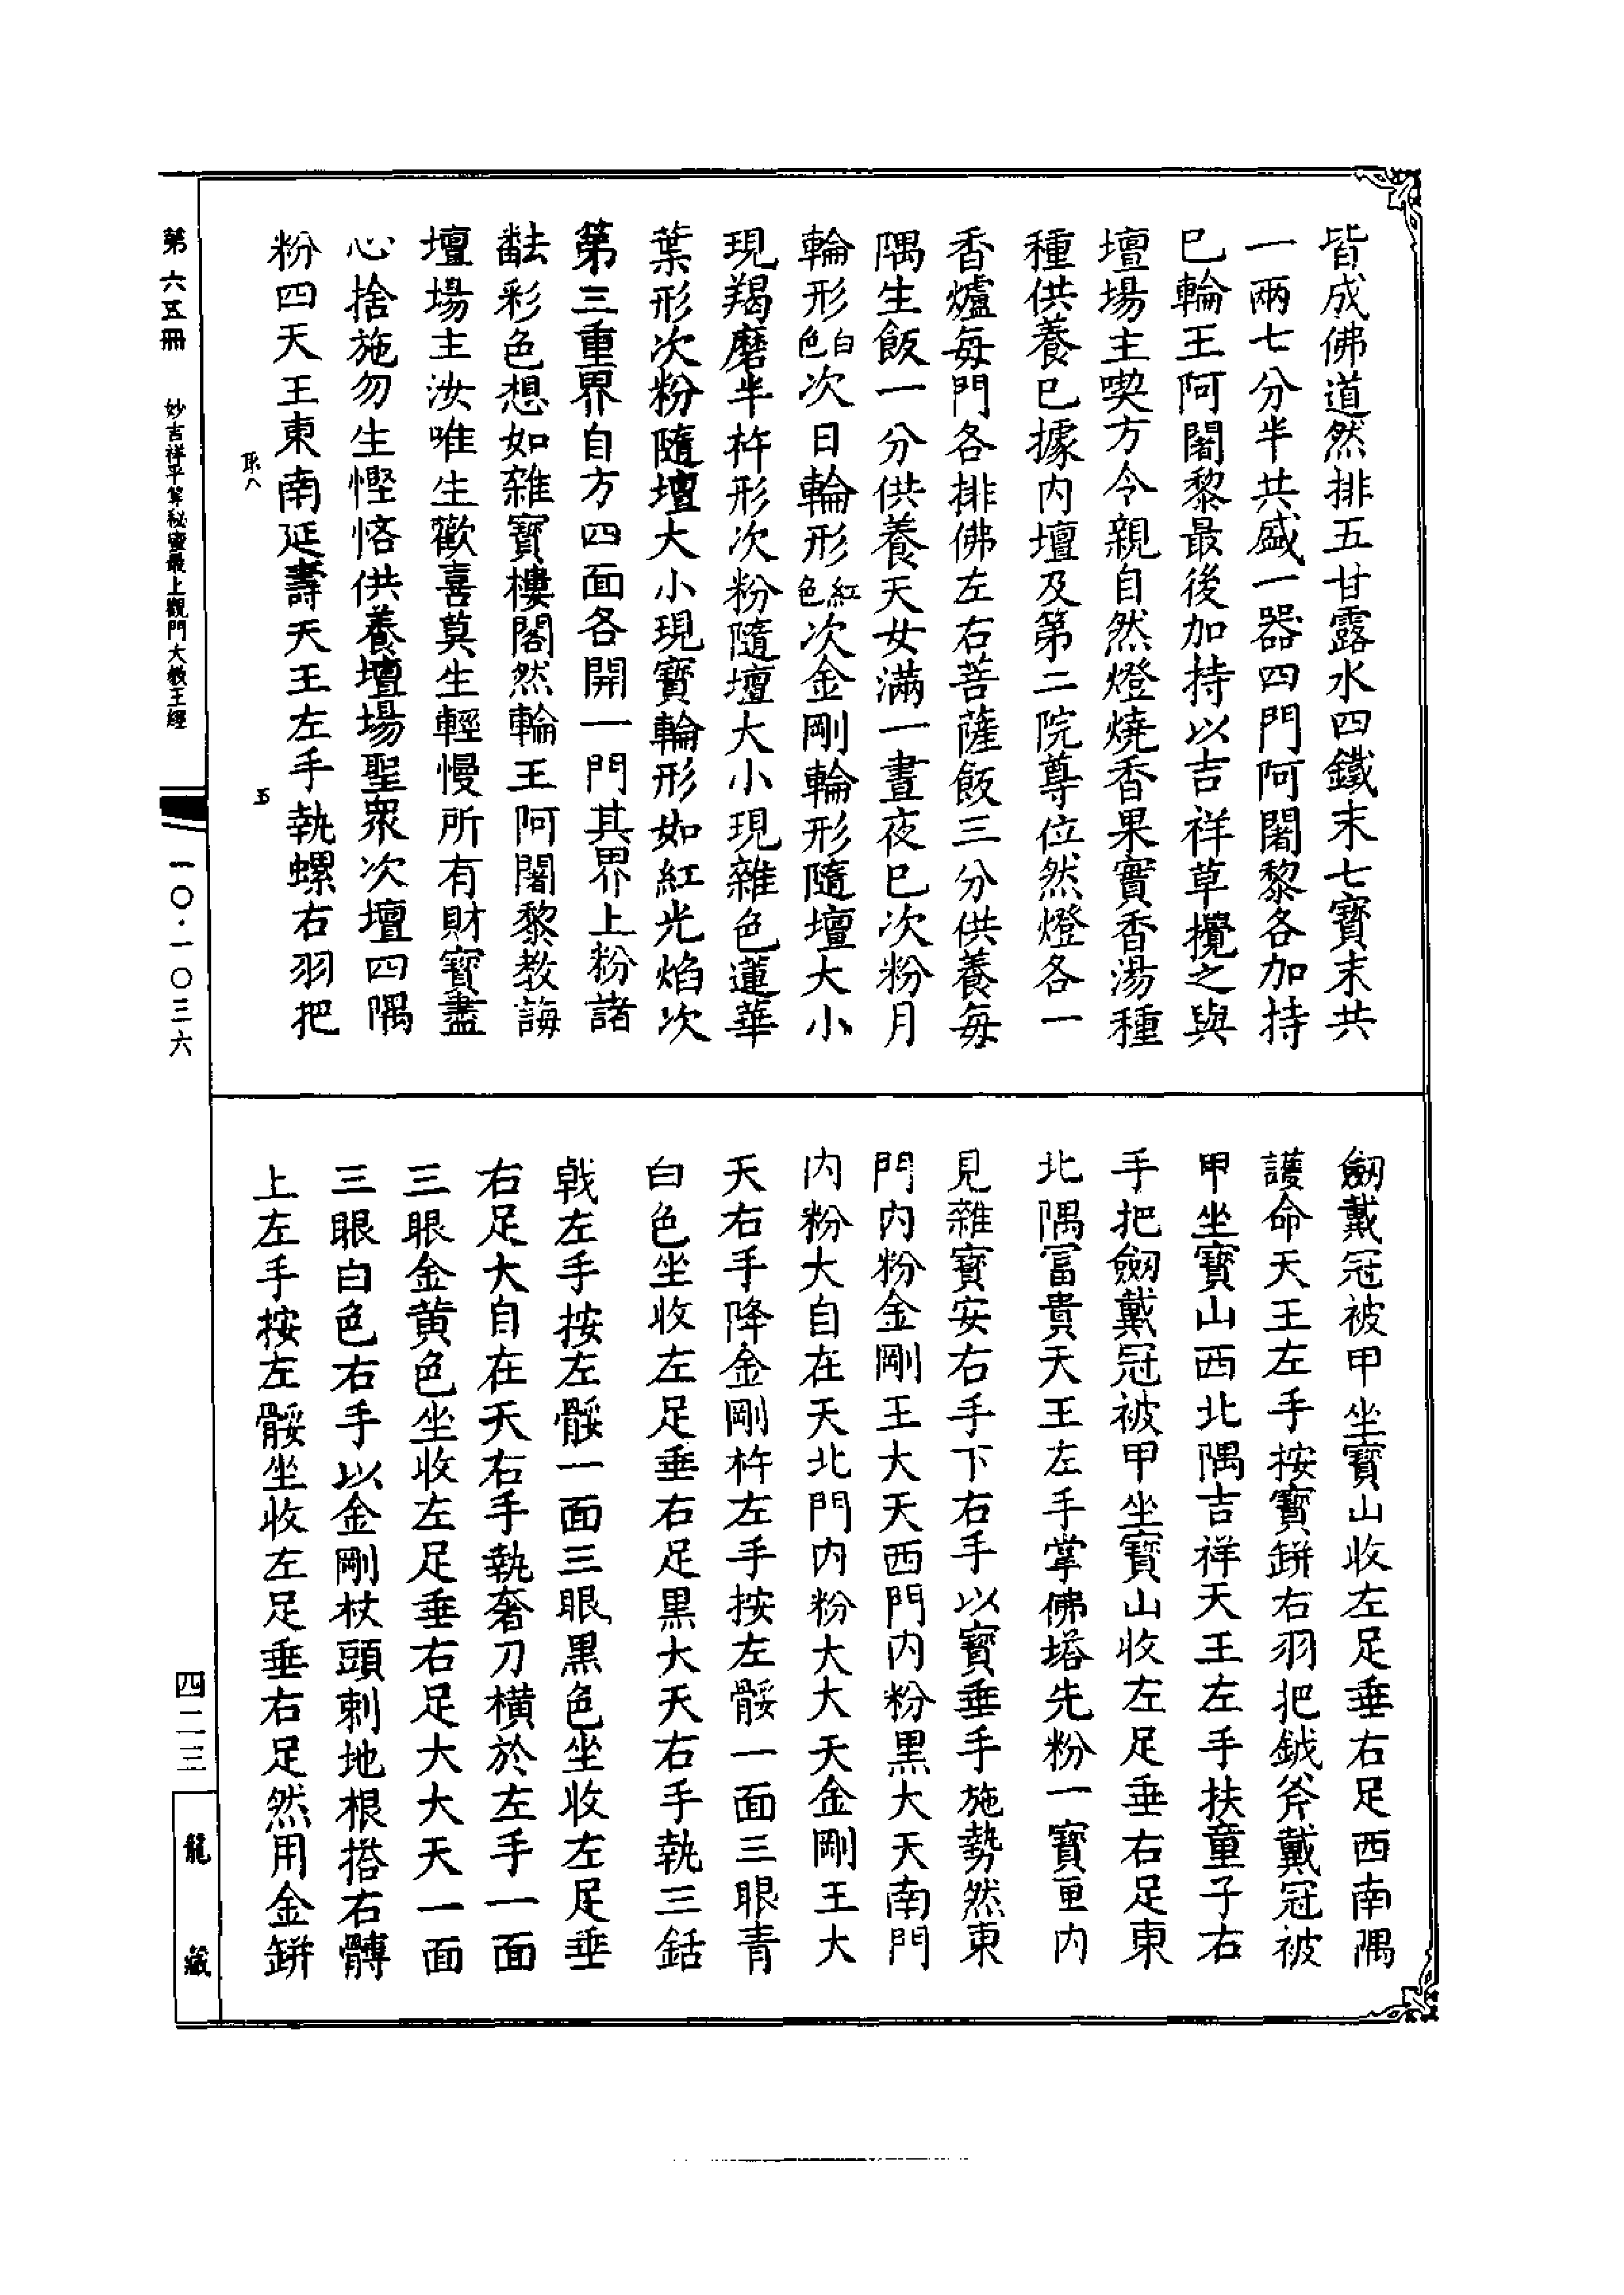 皆成佛道然排五甘露水四鐵末七寶末共
一兩七分半共盛一器四門阿闍黎各加持
已輪王阿闍黎最後加持以吉祥草攪之與
壇場主喫方令親自然燈燒香果實香湯種
種供養已據内壇及第二院尊位然燈各一
香爐每門各排佛左右菩薩飯三分供養每
隅生飯一分供養天女滿一晝夜已次粉月
輪形白色次日輪形紅色次金剛輪形隨壇大小
現羯磨半杵形次粉隨壇大小現雜色蓮華
葉形次粉隨壇大小現寶輪形如紅光焰次
第三重界自方四面各開一門其界上粉諸
彩色想如雜寶樓閣然輪王阿闍黎教誨
壇場主汝唯生歡喜莫生輕慢所有財寶盡
心捨施勿生慳悋供養壇場聖衆次壇四隅
粉四天王東南延壽天王左手執螺右羽把
劒戴冠被甲坐寶山收左足垂右足西南隅
護命天王左手按寶缾右羽把鉞斧戴冠被
甲坐寶山西北隅吉祥天王左手扶童子右
手把劒戴冠被甲坐寶山收左足垂右足東
北隅富貴天王左手掌佛塔先粉一寶匣内
見雜寶安右手下右手以寶垂手施勢然東
門内粉金剛王大天西門内粉黒大天南門
内粉大自在天北門内粉大大天金剛王大
天右手降金剛杵左手按左骽一面三眼青
白色坐收左足垂右足黒大天右手執三銛
戟左手按左骽一面三眼黒色坐收左足垂
右足大自在天右手執奢刀橫於左手一面
三眼金黄色坐收左足垂右足大大天一面
三眼白色右手以金剛杖頭刺地根搭右髆
上左手按左骽坐收左足垂右足然用金缾
第六五冊
妙吉祥平等秘密最上觀門大教王經
五
一〇·一〇三六
四二三
龍藏